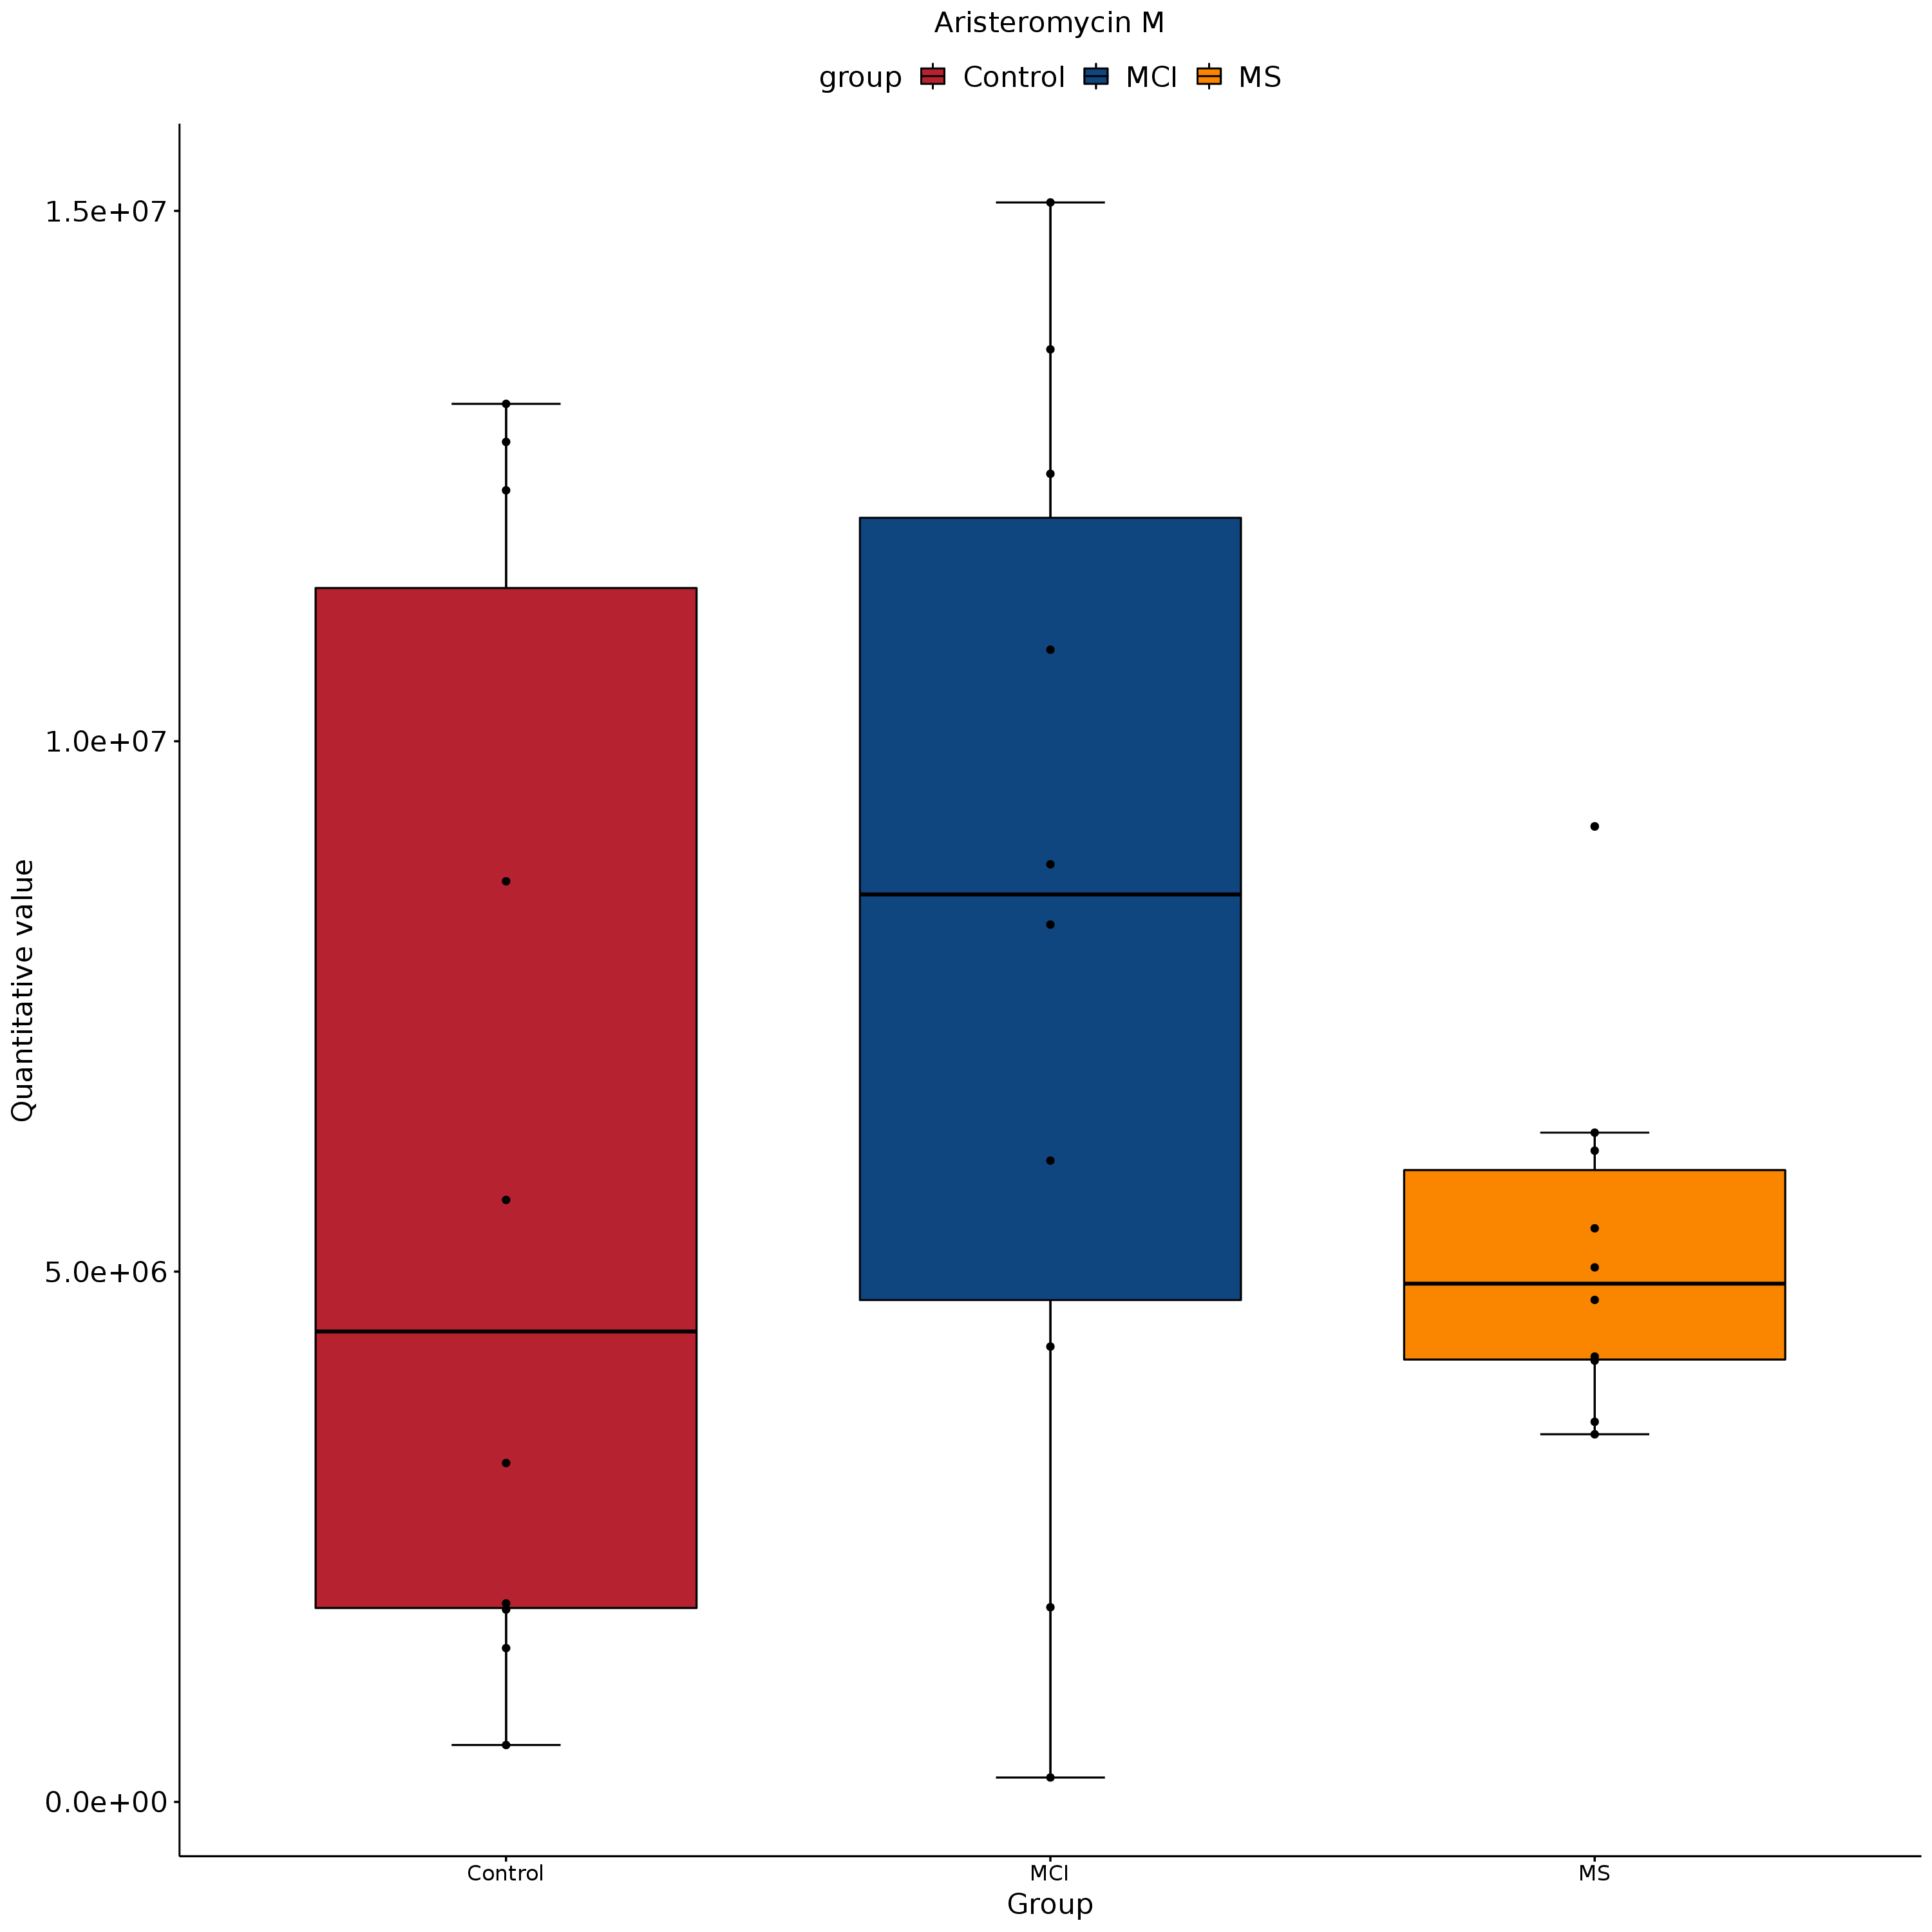 Aristeromycin M
group Control MCI MS
1.5e+07
1.0e+07
5.0e+06
0.0e+00
Quantitative value
Control MCI MS
Group